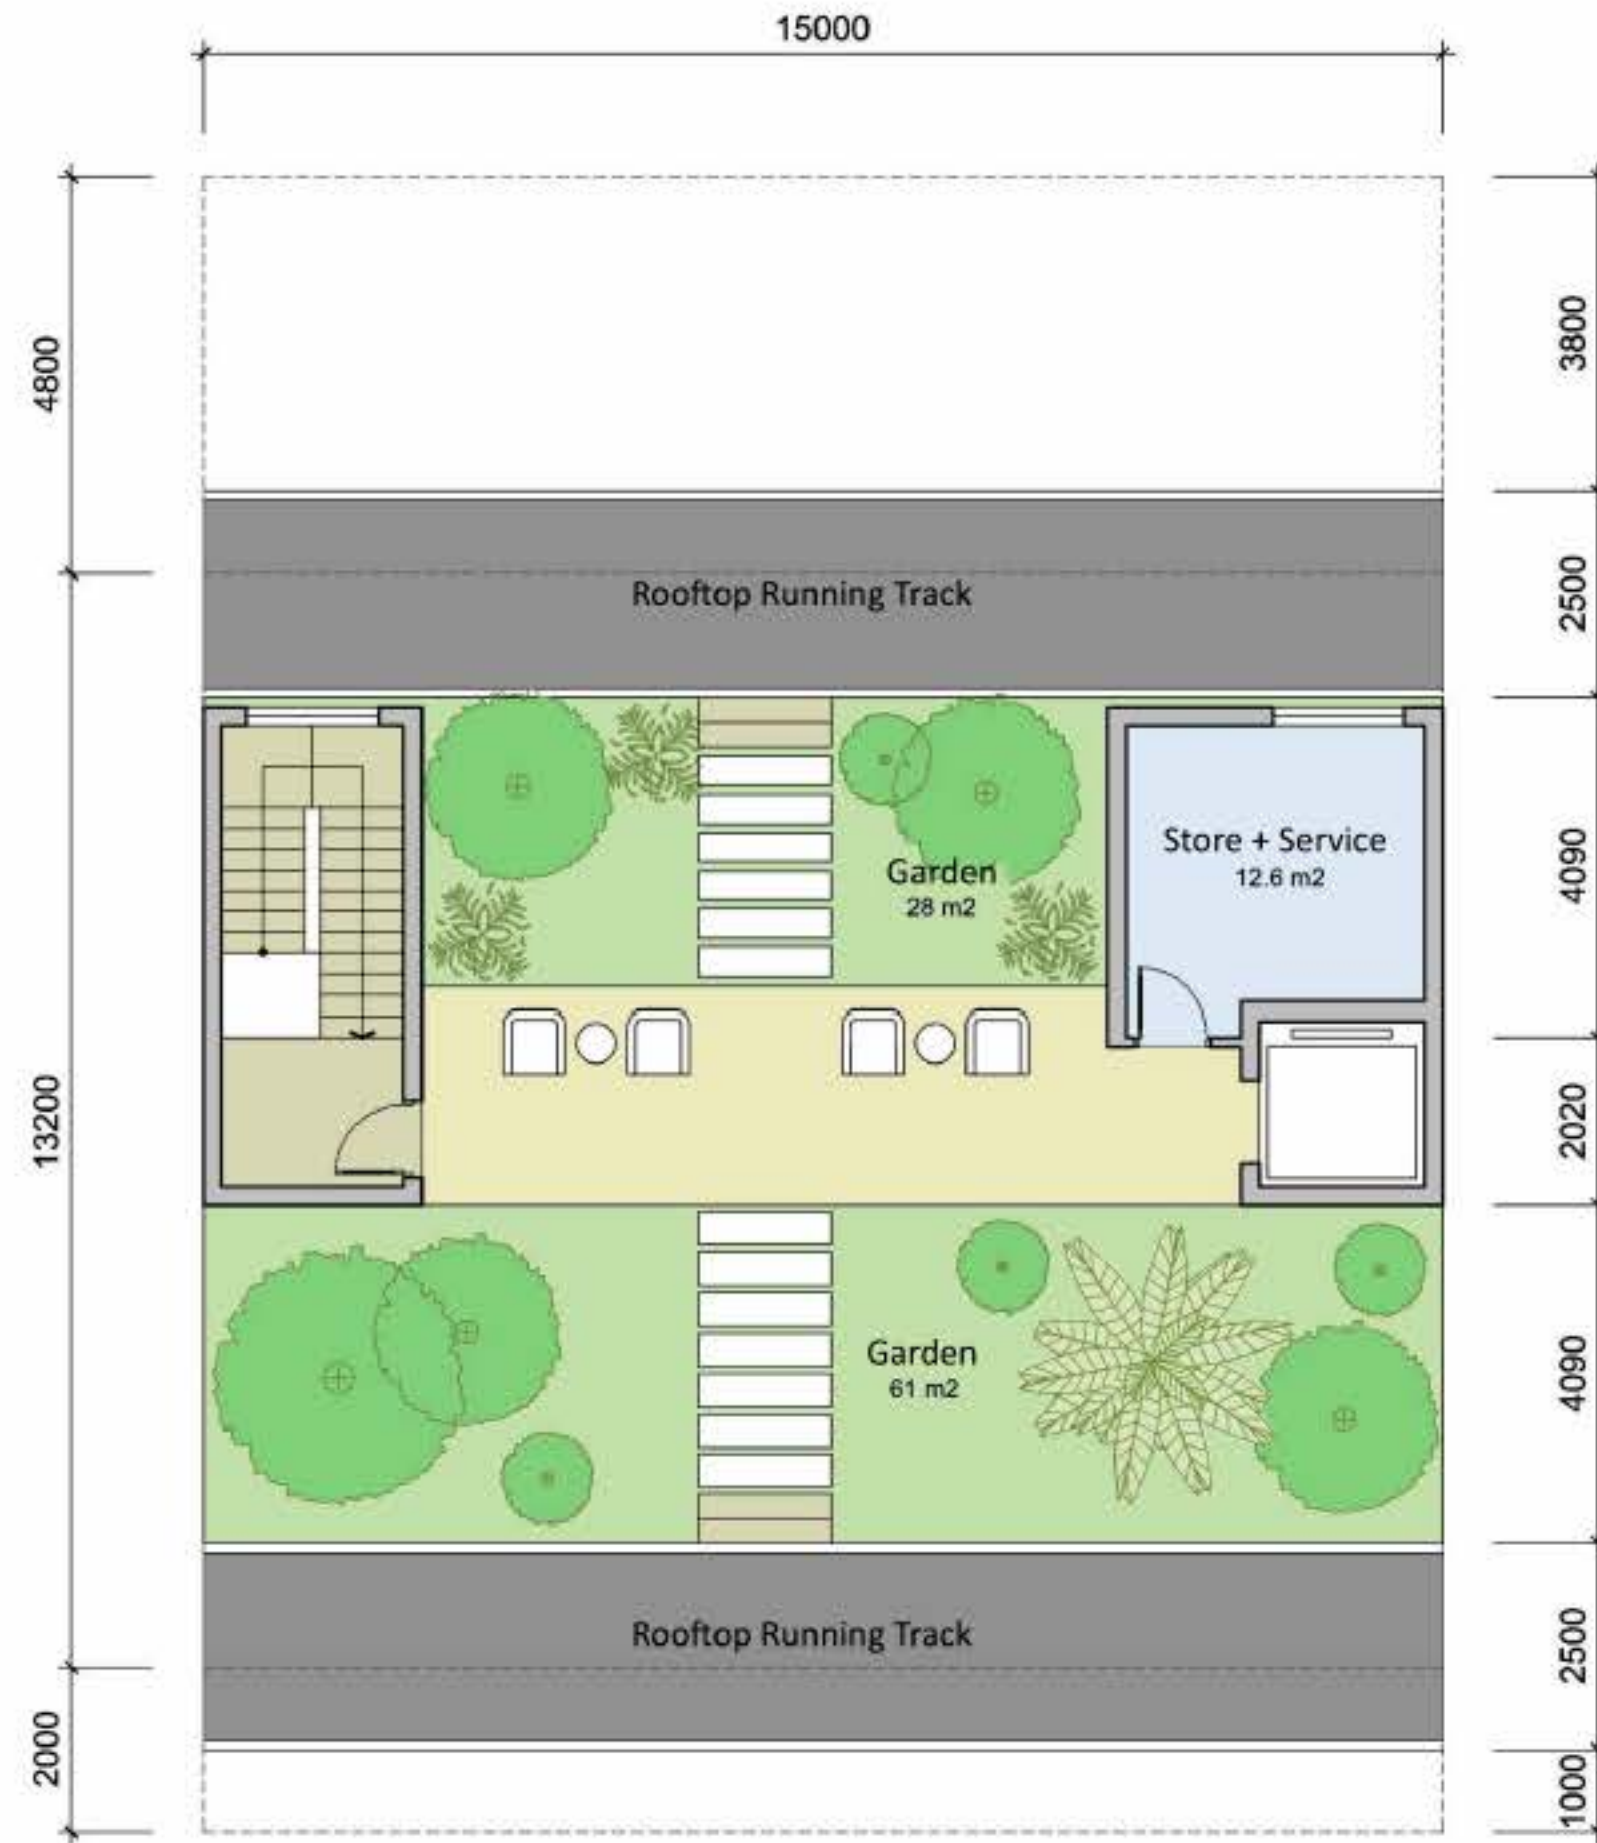 15000
4800
3800
2500
Rooftop Running Track
Store + Service
12.6 m2
Garden
28 m2
4090
13200
2020
Garden
61 m2
4090
Rooftop Running Track
2500
2000
1000